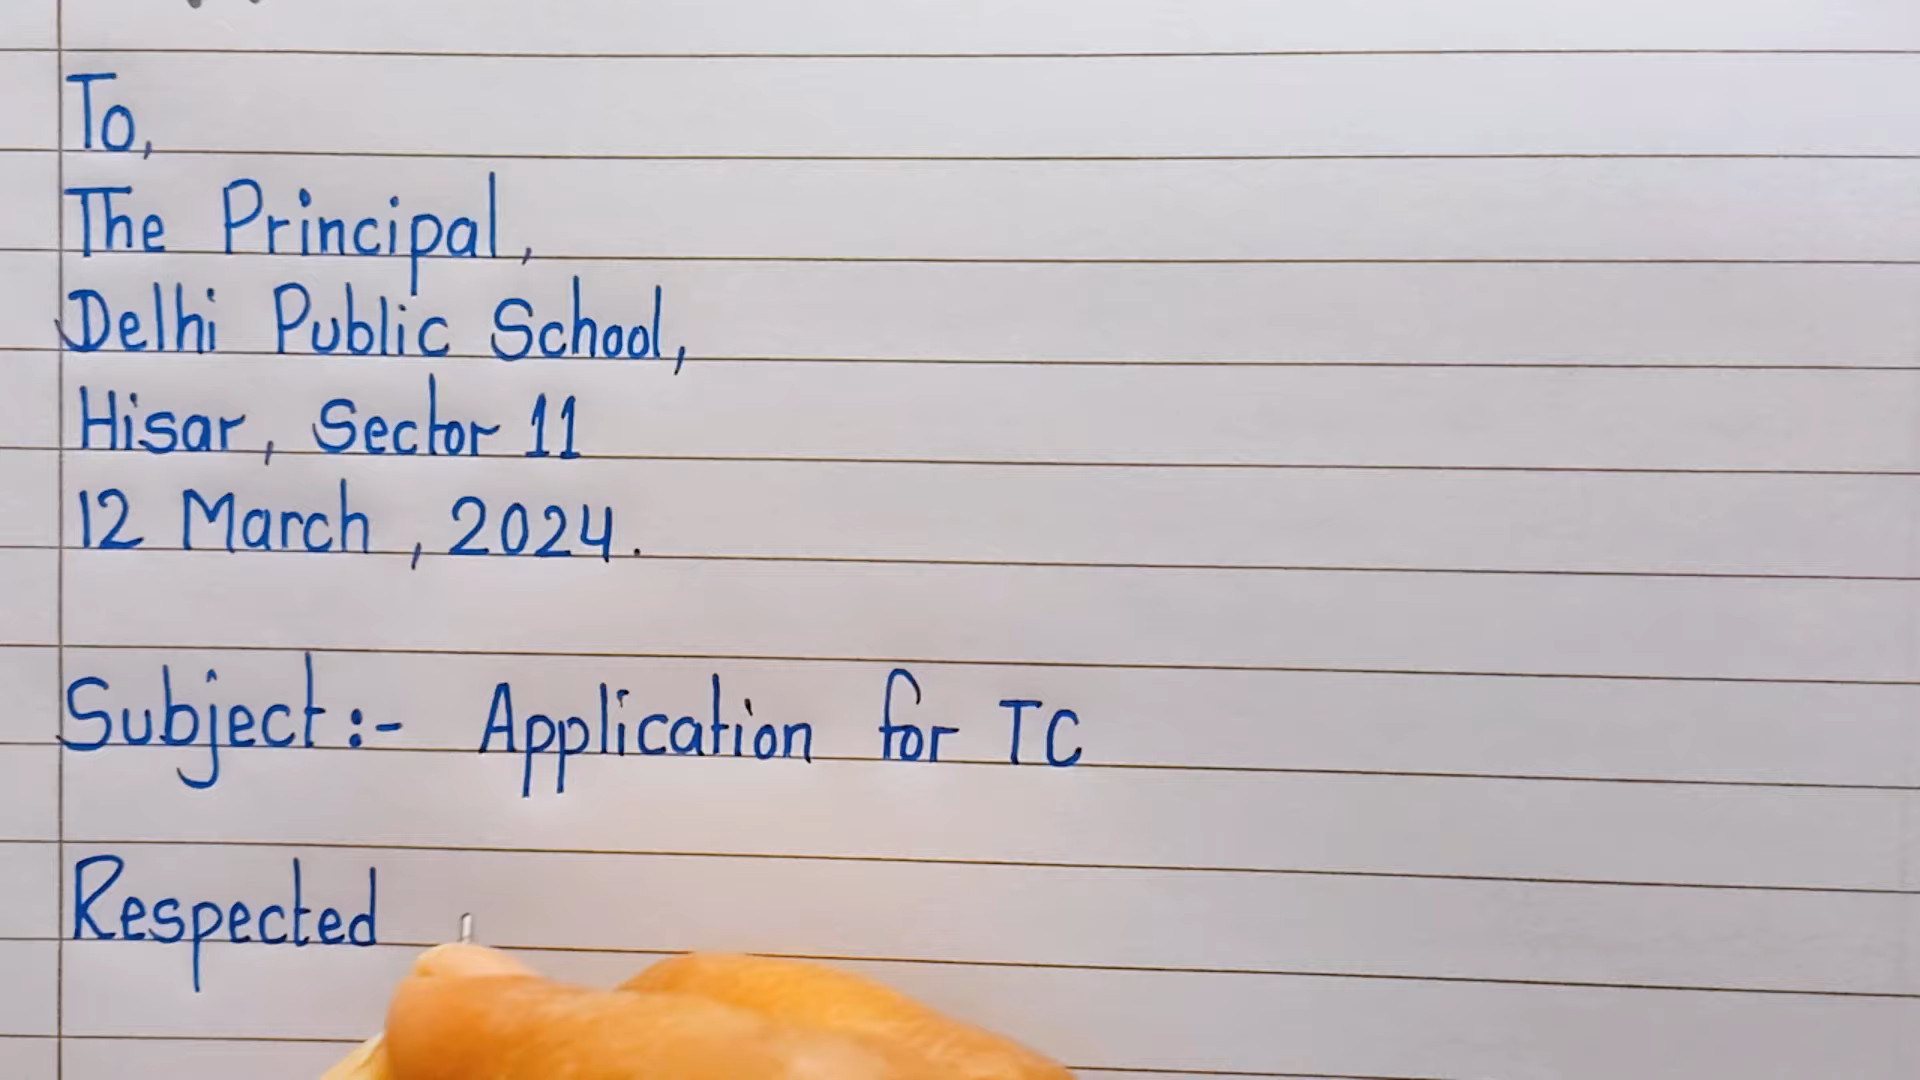 To,
The Principal,
Delhi Public School,
Hisar, Sector 11
12 March, 2024.
Subject:- Application for TC
Respected